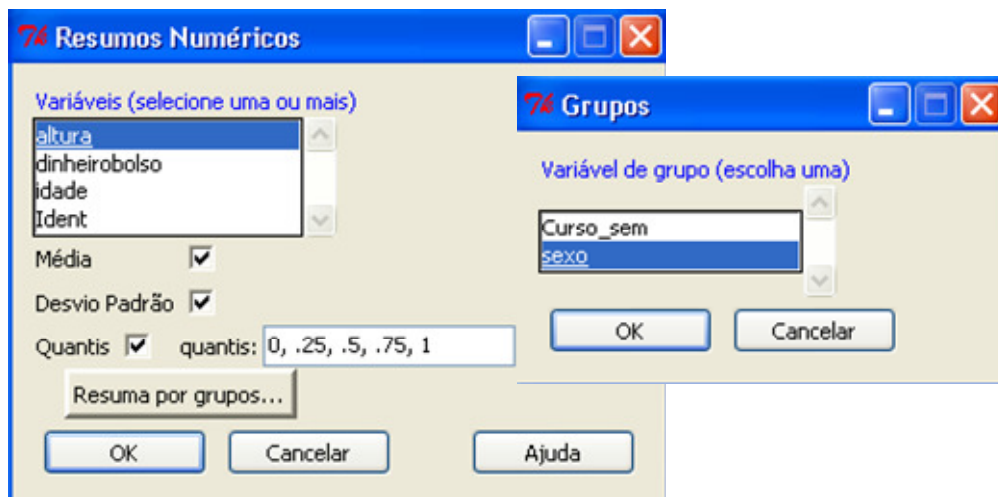 Resumos Numéricos
Variáveis (selecione uma ou mais)
altura
dinheirobolso
idade
Ident
Média
Desvio Padrão
Quantis quantis: 0, .25, .5, .75, 1
Resuma por grupos...
OK Cancelar Ajuda
Grupos
Variável de grupo (escolha uma)
Curso_sem
sexo
OK Cancelar